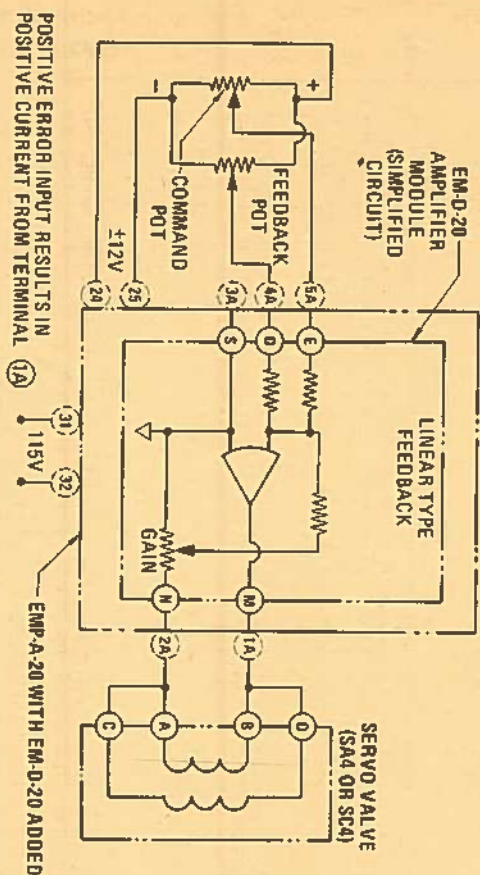 EM-D-20
AMPLIFIER
MODULE
(SIMPLIFIED
CIRCUIT)
LINEAR TYPE
FEEDBACK
SERVO VALVE
(SA4 OR SC4)
+
-
FEEDBACK
POT
COMMAND
POT
±12V
5A
4A
3A
25
24
E
D
S
GAIN
M
N
1A
2A
D
B
A
C
31
115V
32
POSITIVE ERROR INPUT RESULTS IN
POSITIVE CURRENT FROM TERMINAL 1A
EMP-A-20 WITH EM-D-20 ADDED